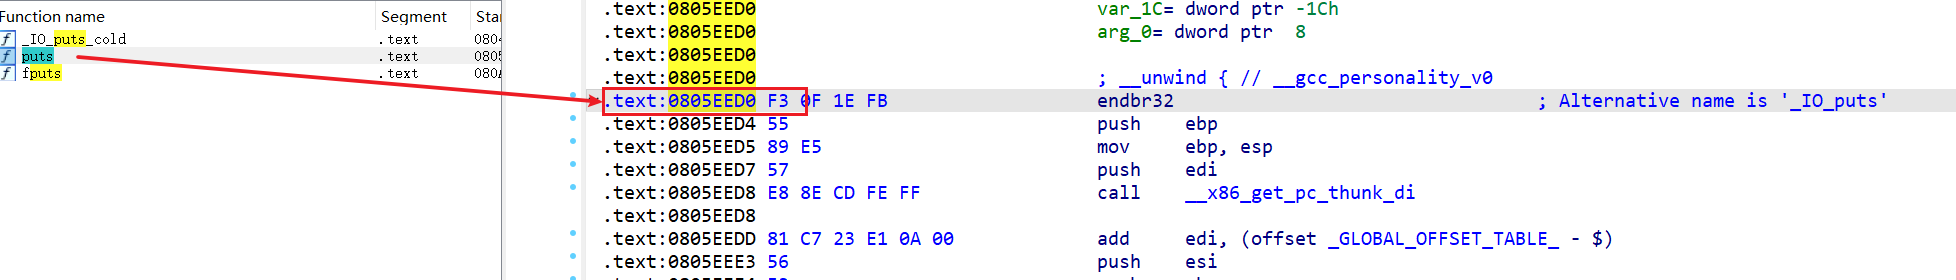 Function name Segment Star
f _IO_puts_cold .text 0804
f puts .text 0805
f fputs .text 080A
.text:0805EED0 var_1C= dword ptr -1Ch
.text:0805EED0 arg_0= dword ptr  8
.text:0805EED0
.text:0805EED0 ; __unwind { // __gcc_personality_v0
.text:0805EED0 F3 0F 1E FB endbr32 ; Alternative name is '_IO_puts'
.text:0805EED4 55 push ebp
.text:0805EED5 89 E5 mov ebp, esp
.text:0805EED7 57 push edi
.text:0805EED8 E8 8E CD FE FF call __x86_get_pc_thunk_di
.text:0805EED8
.text:0805EEDD 81 C7 23 E1 0A 00 add edi, (offset _GLOBAL_OFFSET_TABLE_ - $)
.text:0805EEE3 56 push esi